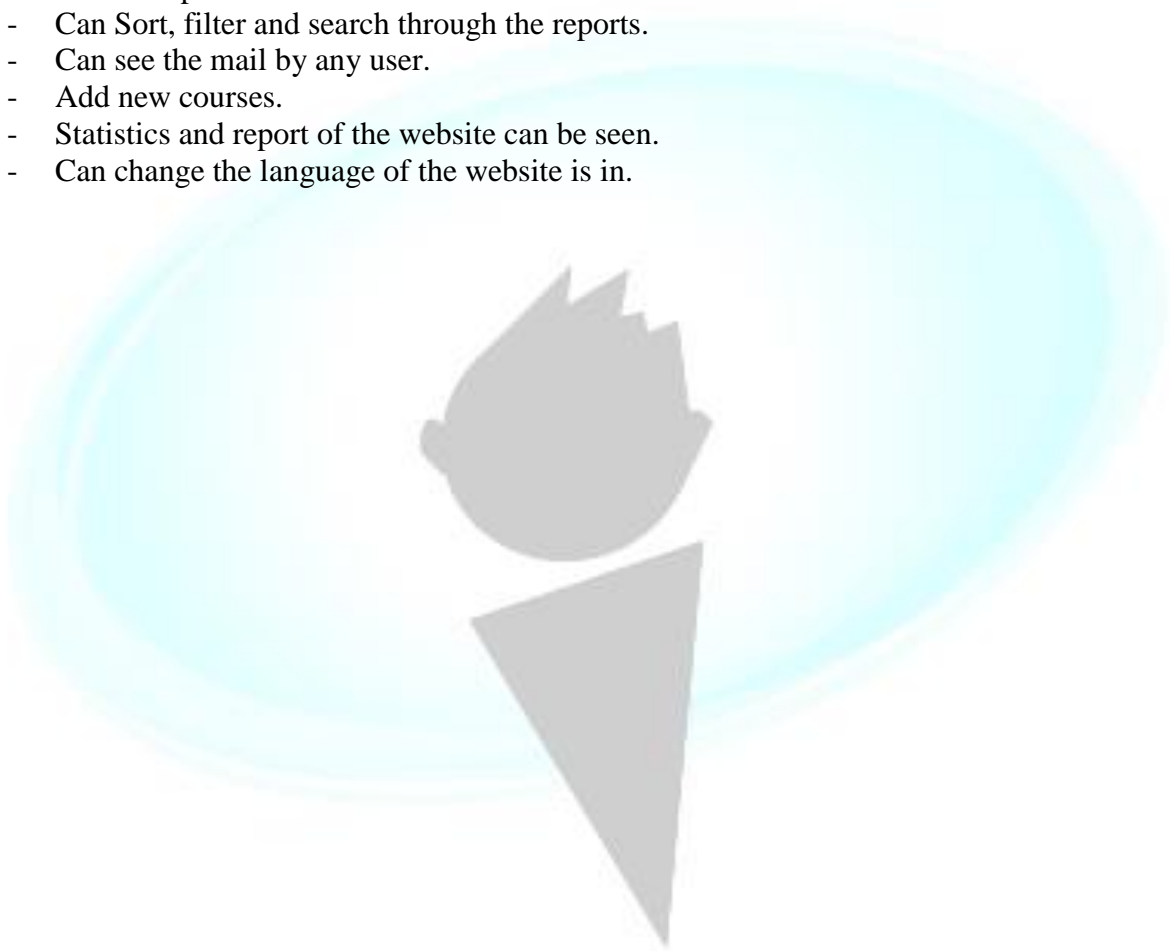 - Can Sort, filter and search through the reports.
- Can see the mail by any user.
- Add new courses.
- Statistics and report of the website can be seen.
- Can change the language of the website is in.